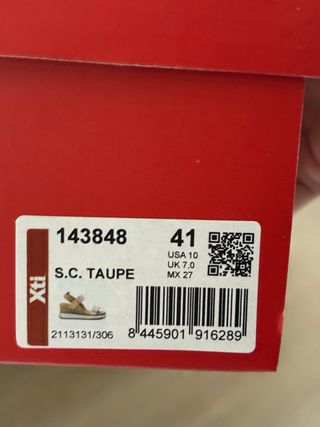 143848
41
USA 10
UK 7.0
MX 27
S.C. TAUPE
Xti
2113131/306
8 445901 916289